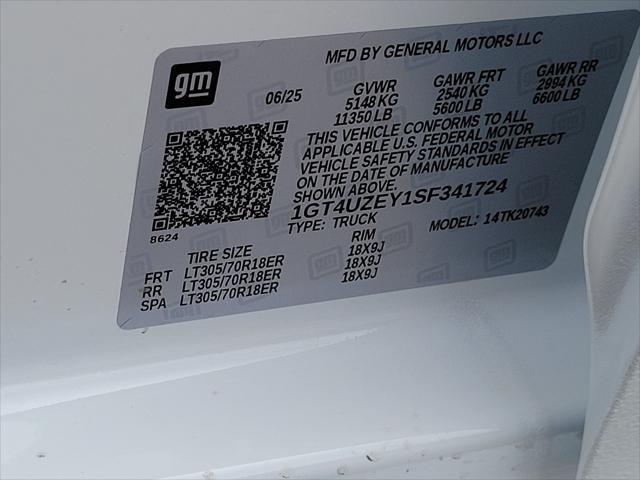 gm
MFD BY GENERAL MOTORS LLC
06/25 GVWR GAWR FRT GAWR RR
5148 KG 2540 KG 2994 KG
11350 LB 5600 LB 6600 LB
THIS VEHICLE CONFORMS TO ALL
APPLICABLE U.S. FEDERAL MOTOR
VEHICLE SAFETY STANDARDS IN EFFECT
ON THE DATE OF MANUFACTURE
SHOWN ABOVE.
1GT4UZEY1SF341724
8624
TYPE: TRUCK MODEL: 14TK20743
TIRE SIZE RIM
FRT LT305/70R18ER 18X9J
RR LT305/70R18ER 18X9J
SPA LT305/70R18ER 18X9J